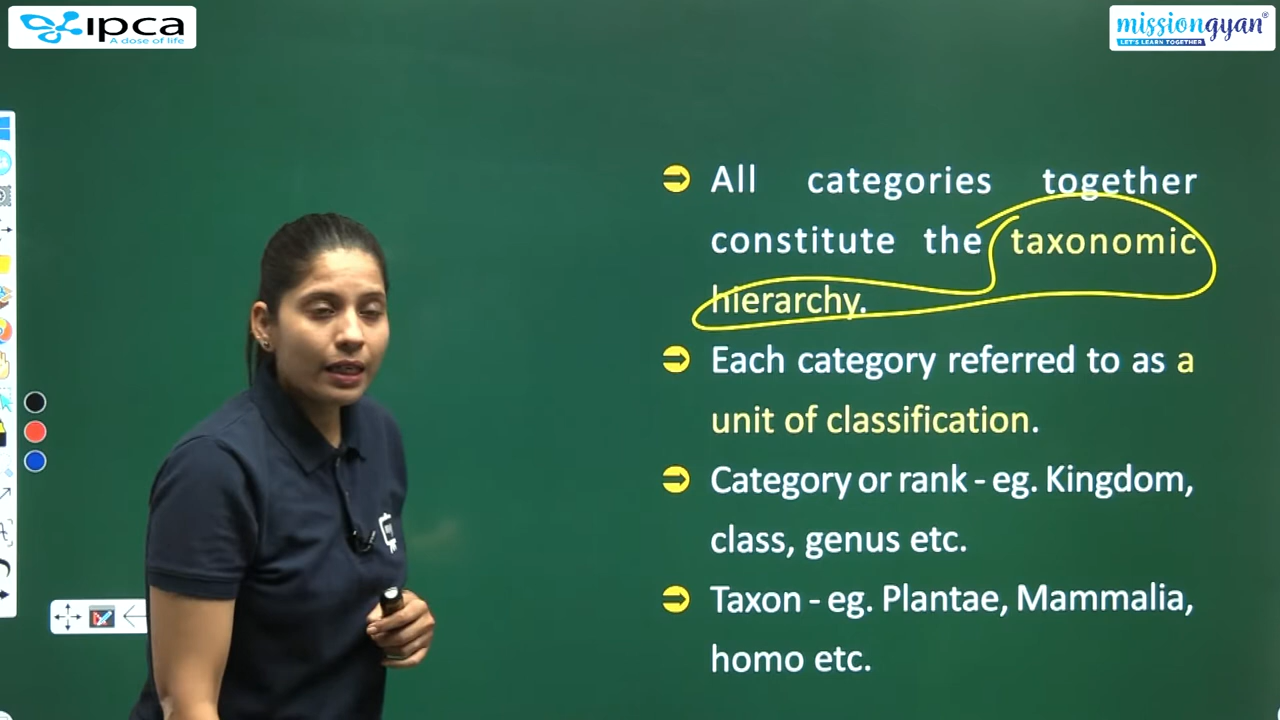 ipca
A dose of life
missiongyan®
LET'S LEARN TOGETHER
All categories together
constitute the taxonomic
hierarchy.
Each category referred to as a
unit of classification.
Category or rank - eg. Kingdom,
class, genus etc.
Taxon - eg. Plantae, Mammalia,
homo etc.